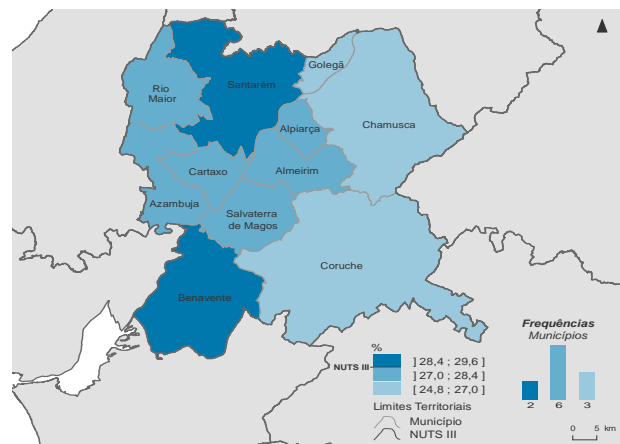 Golegã
Santarém
Rio
Maior
Alpiarça
Chamusca
Cartaxo
Almeirim
Azambuja
Salvaterra
de Magos
Coruche
Benavente
%
NUTS III
] 28,4 ; 29,6 ]
] 27,0 ; 28,4 ]
[ 24,8 ; 27,0 ]
Limites Territoriais
Município
NUTS III
Frequências
Municípios
2 6 3
0 5 km